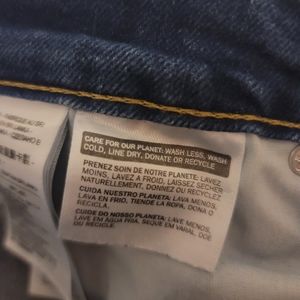 CARE FOR OUR PLANET: WASH LESS, WASH
COLD, LINE DRY, DONATE OR RECYCLE
PRENEZ SOIN DE NOTRE PLANETE: LAVEZ
MOINS, LAVEZ A FROID, LAISSEZ SECHER
NATURELLEMENT, DONNEZ OU RECYCLEZ
CUIDA NUESTRO PLANETA: LAVA MENOS,
LAVA EN FRIO, TIENDE LA ROPA, DONA O
RECICLA.
CUIDE DO NOSSO PLANETA: LAVE MENOS,
LAVE EM AGUA FRIA, SEQUE EM VARAL, DOE
OU RECICLE